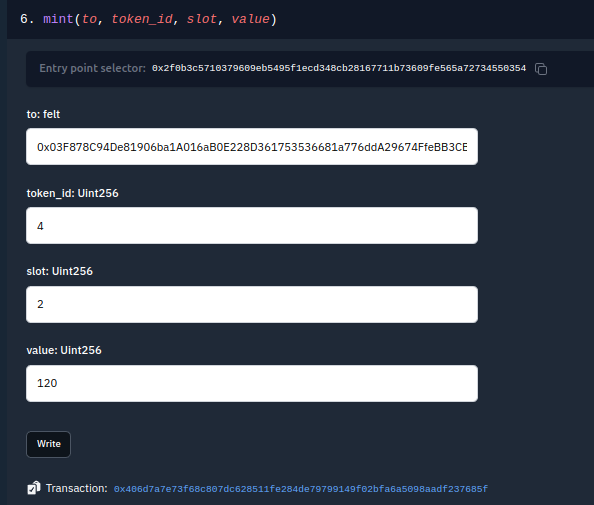 6. mint(to, token_id, slot, value)
Entry point selector: 0x2f0b3c5710379609eb5495f1ecd348cb28167711b73609fe565a72734550354
to: felt
0x03F878C94De81906ba1A016aB0E228D361753536681a776ddA29674FfeBB3CE
token_id: Uint256
4
slot: Uint256
2
value: Uint256
120
Write
Transaction: 0x406d7a7e73f68c807dc628511fe284de79799149f02bfa6a5098aadf237685f